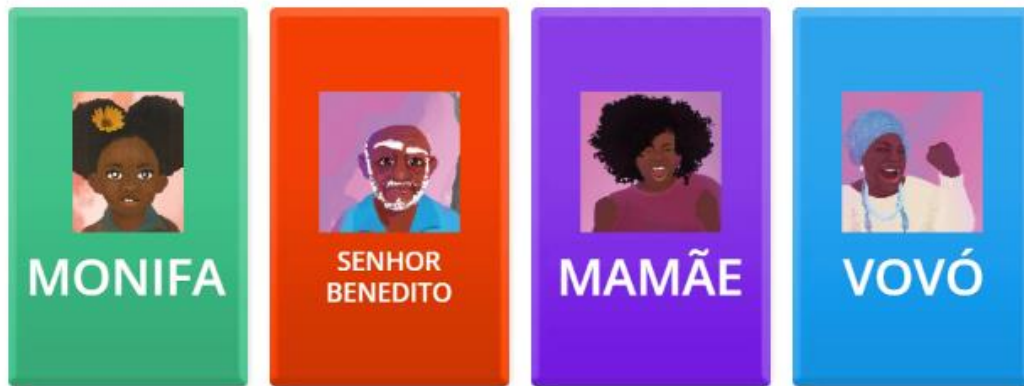 MONIFA
SENHOR
BENEDITO
MAMÃE
VOVÓ